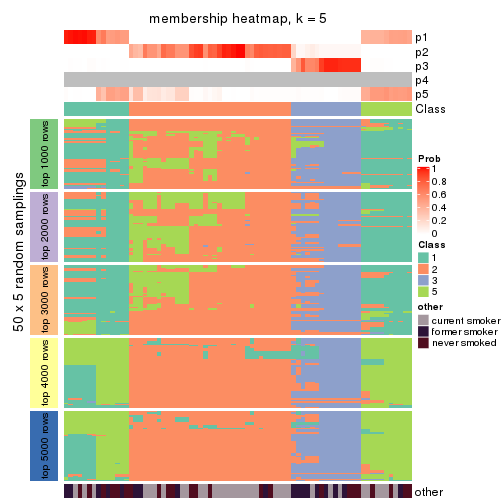 membership heatmap, k = 5
p1
p2
p3
p4
p5
Class
50 x 5 random samplings
top 1000 rows
top 2000 rows
top 3000 rows
top 4000 rows
top 5000 rows
other
Prob
1
0.8
0.6
0.4
0.2
0
Class
1
2
3
5
other
current smoker
former smoker
never smoked